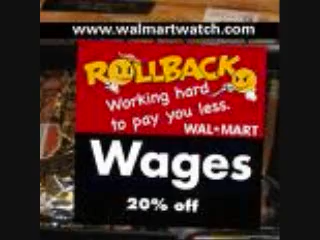 www.walmartwatch.com
ROLLBACK
Working hard
to pay you less.
WAL★MART
Wages
20% off